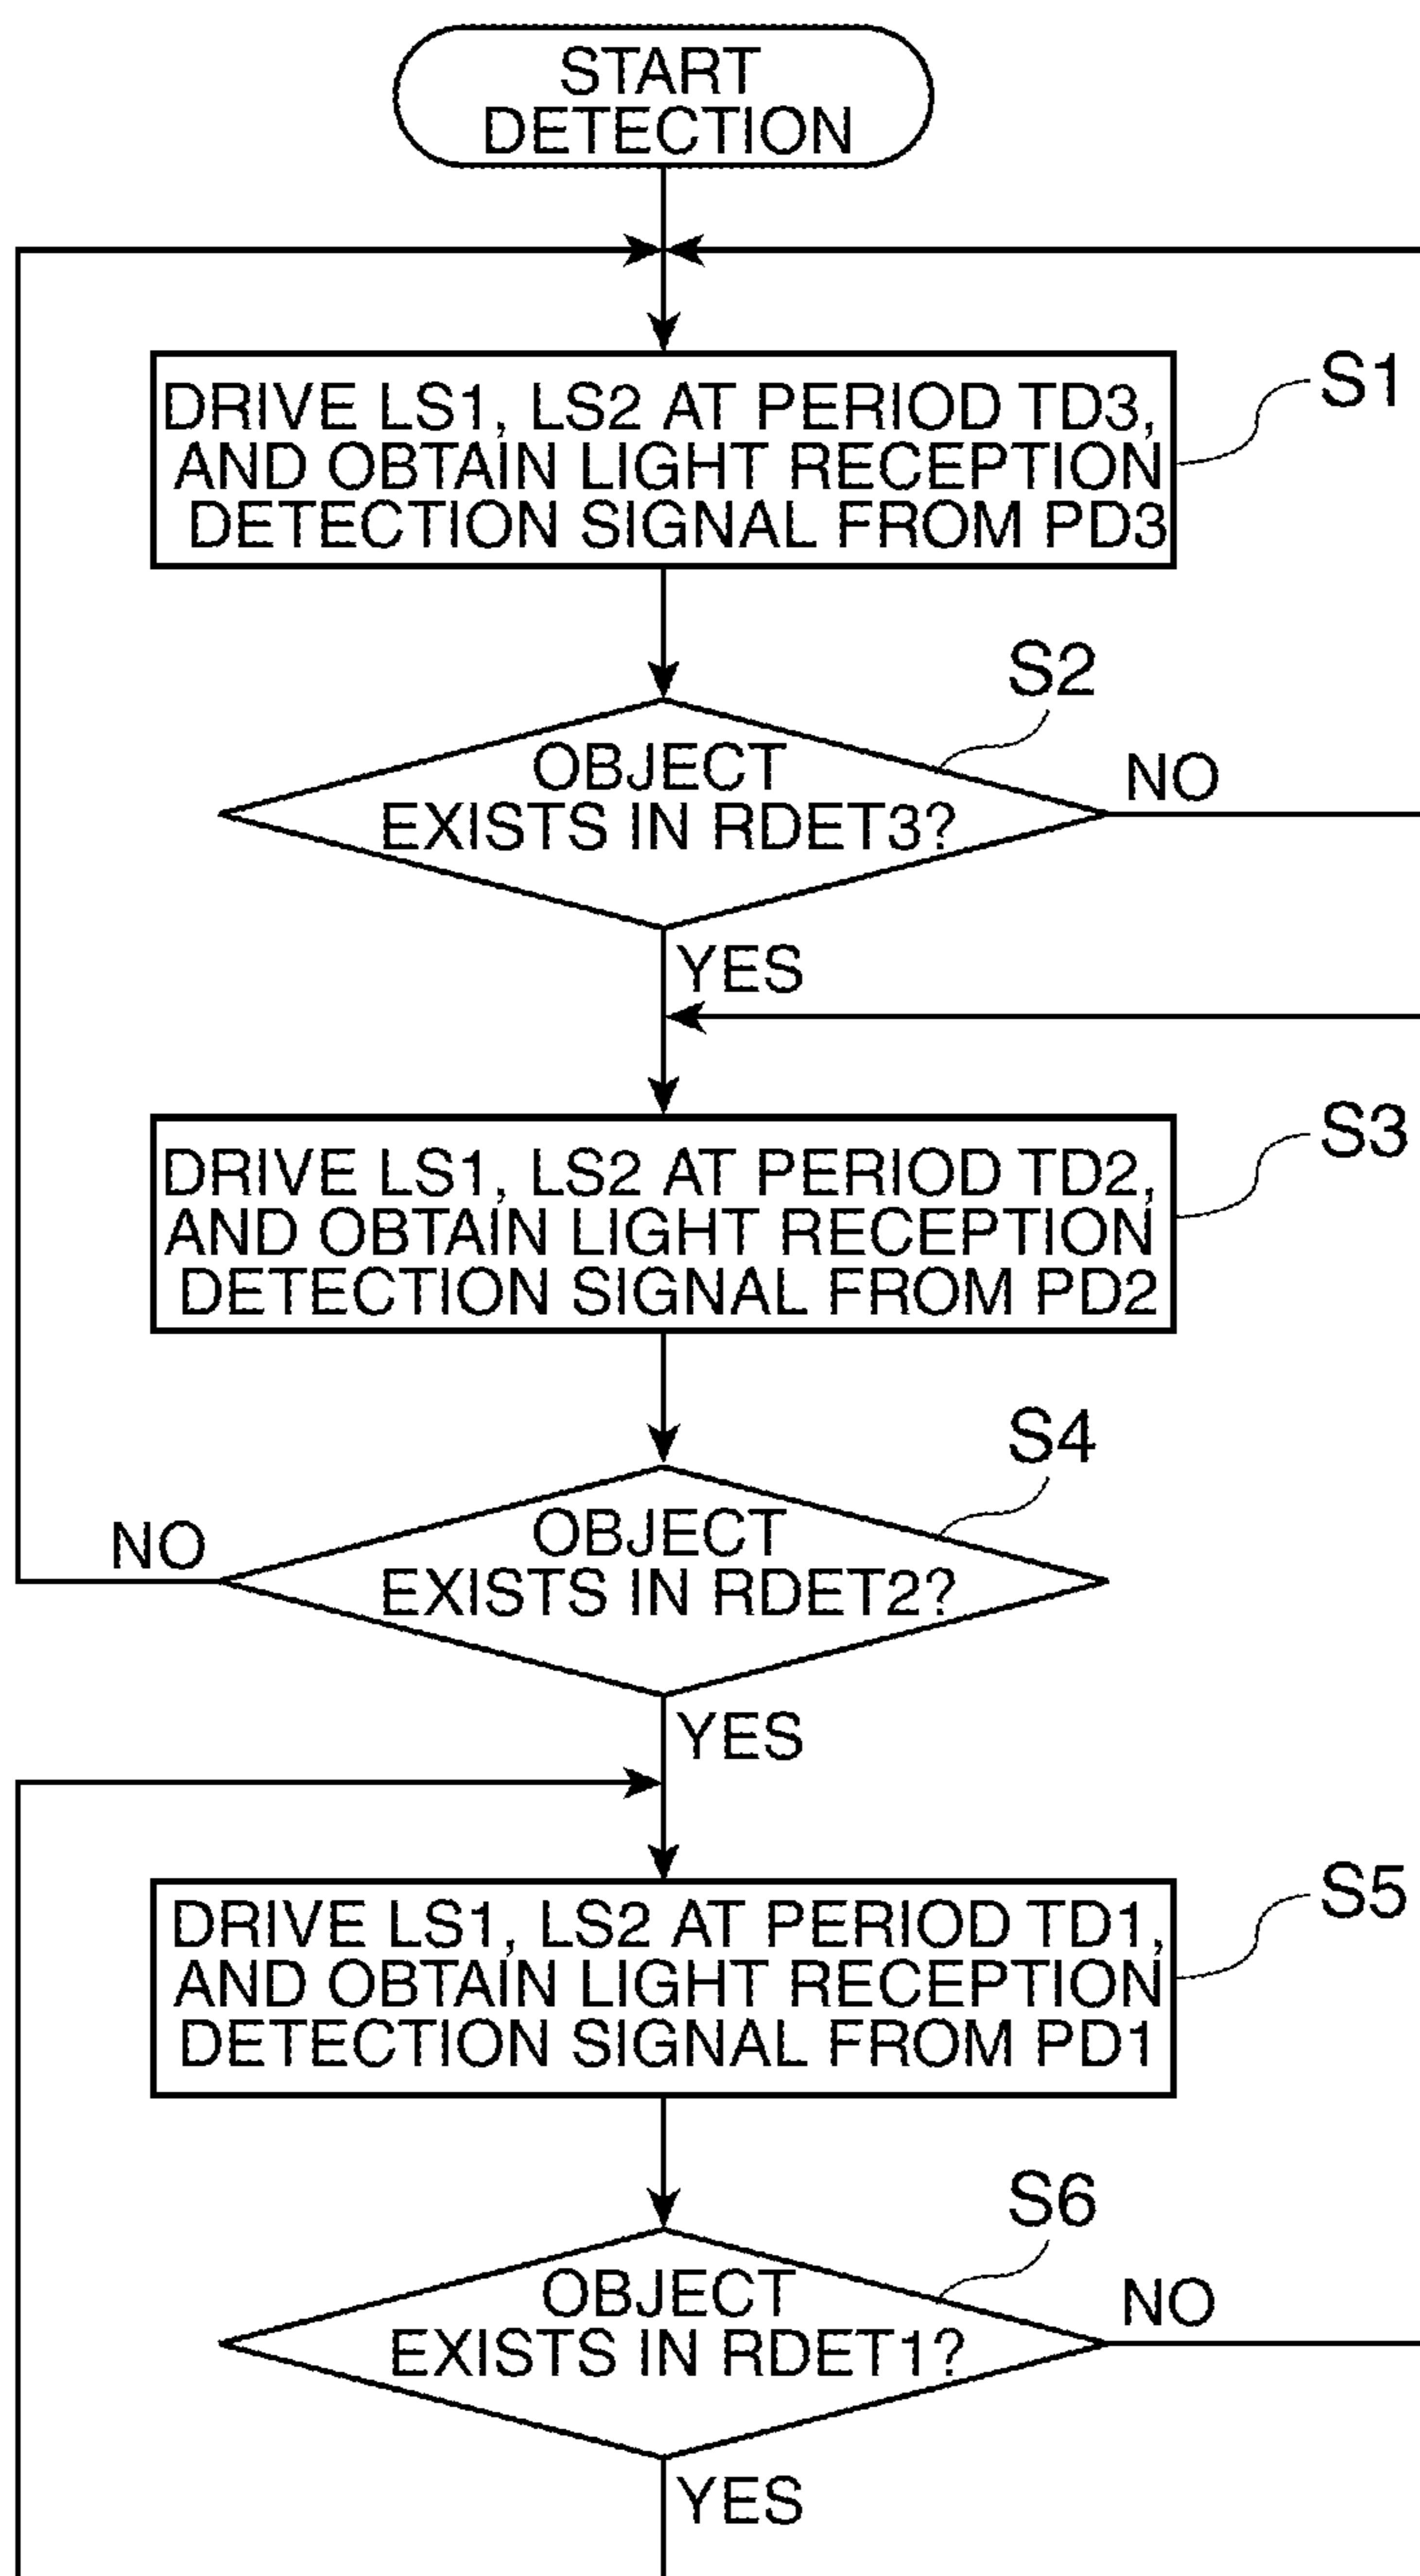 START
DETECTION
DRIVE LS1, LS2 AT PERIOD TD3,
AND OBTAIN LIGHT RECEPTION
DETECTION SIGNAL FROM PD3
S1
S2
OBJECT
EXISTS IN RDET3?
NO
YES
DRIVE LS1, LS2 AT PERIOD TD2,
AND OBTAIN LIGHT RECEPTION
DETECTION SIGNAL FROM PD2
S3
S4
OBJECT
EXISTS IN RDET2?
NO
YES
DRIVE LS1, LS2 AT PERIOD TD1,
AND OBTAIN LIGHT RECEPTION
DETECTION SIGNAL FROM PD1
S5
S6
OBJECT
EXISTS IN RDET1?
NO
YES